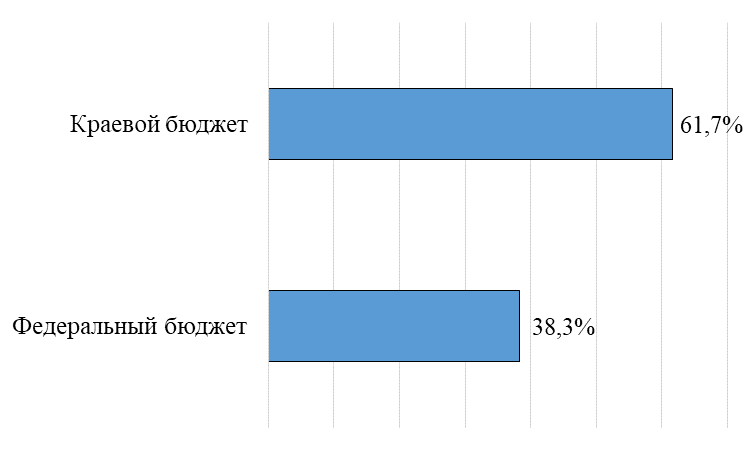 Краевой бюджет
61,7%
Федеральный бюджет
38,3%